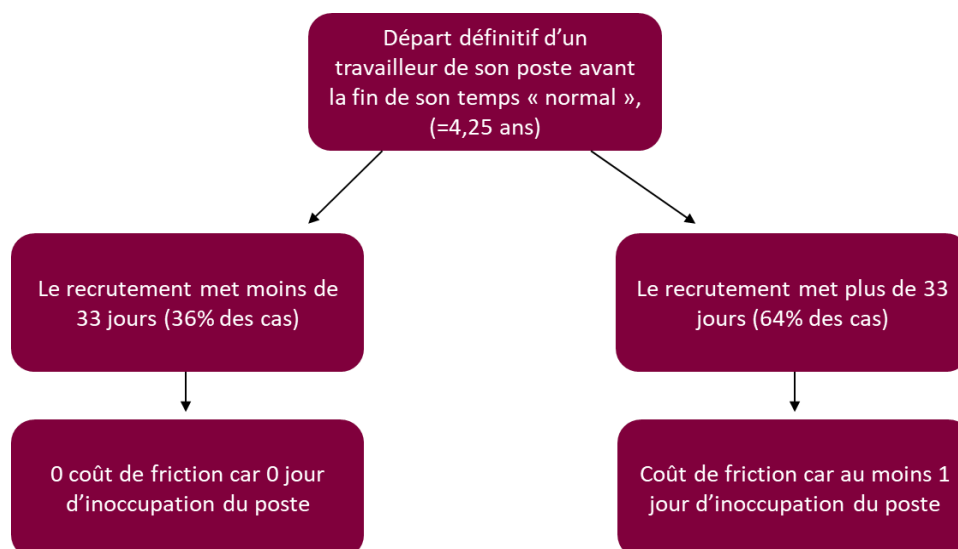 Départ définitif d’un
travailleur de son poste avant
la fin de son temps « normal »,
(=4,25 ans)
Le recrutement met moins de
33 jours (36% des cas)
Le recrutement met plus de 33
jours (64% des cas)
0 coût de friction car 0 jour
d’inoccupation du poste
Coût de friction car au moins 1
jour d’inoccupation du poste